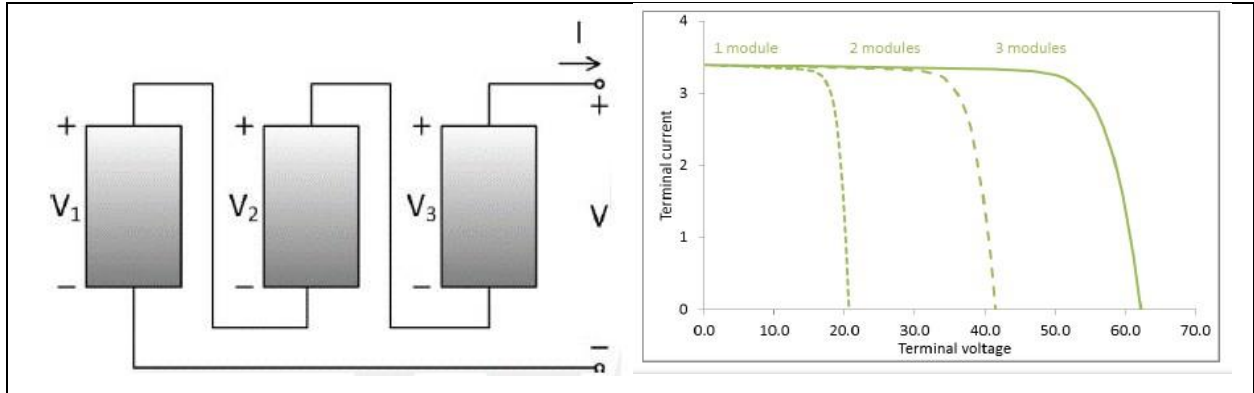 I
+ + + +
V₁ V₂ V₃ V
− − − −
4
1 module 2 modules 3 modules
3
Terminal current
2
1
0
0.0 10.0 20.0 30.0 40.0 50.0 60.0 70.0
Terminal voltage